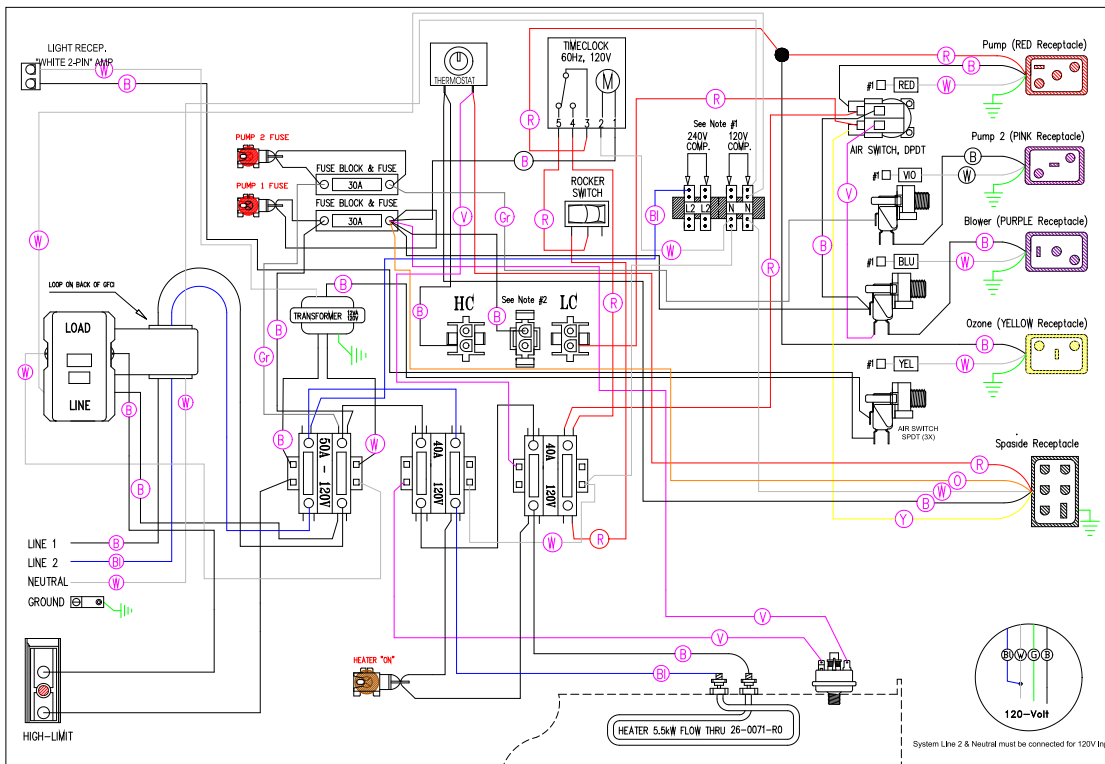 LIGHT RECEP.
"WHITE 2-PIN" AMP
W
B
THERMOSTAT
TIMECLOCK
60Hz, 120V
M
5 4 3 2 1
R
R
B
W
Pump (RED Receptacle)
#1 RED
AIR SWITCH, DPDT
B
W
Pump 2 (PINK Receptacle)
#1 VIO
B
W
Blower (PURPLE Receptacle)
#1 BLU
Ozone (YELLOW Receptacle)
B
W
#1 YEL
AIR SWITCH
SPDT (3X)
Spaside Receptacle
R
O
W
B
Y
See Note #1
240V
COMP.
120V
COMP.
L2 L2 N N
Bl
W
R
R
V
B
PUMP 2 FUSE
FUSE BLOCK & FUSE
30A
PUMP 1 FUSE
FUSE BLOCK & FUSE
30A
B
V
Gr
R
ROCKER
SWITCH
W
LOOP ON BACK OF GFCI
LOAD
LINE
W
W
B
B
B
TRANSFORMER 12VA
120V
B
B
Gr
B
W
HC
See Note #2
LC
B
B
R
50A - 120V
40A 120V
40A 120V
W
R
LINE 1 B
LINE 2 Bl
NEUTRAL W
GROUND
HIGH-LIMIT
HEATER "ON"
V
V
B
Bl
HEATER 5.5kW FLOW THRU 26-0071-R0
Bl W G B
120-Volt
System Line 2 & Neutral must be connected for 120V